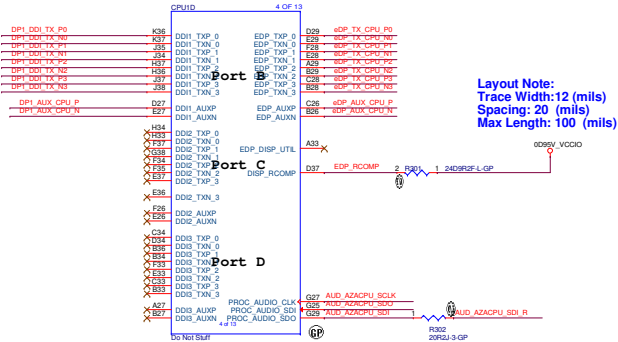 CPU1D
4 OF 13
DP1_DDI_TX_P0 K36 DDI1_TXP_0 EDP_TXP_0 D29 eDP_TX_CPU_P0
DP1_DDI_TX_N0 K37 DDI1_TXN_0 EDP_TXN_0 E29 eDP_TX_CPU_N0
DP1_DDI_TX_P1 J35 DDI1_TXP_1 EDP_TXP_1 F28 eDP_TX_CPU_P1
DP1_DDI_TX_N1 J34 DDI1_TXN_1 EDP_TXN_1 E28 eDP_TX_CPU_N1
DP1_DDI_TX_P2 H37 DDI1_TXP_2 EDP_TXP_2 A29 eDP_TX_CPU_P2
DP1_DDI_TX_N2 H36 DDI1_TXN_2 EDP_TXN_2 B29 eDP_TX_CPU_N2
Port B
DP1_DDI_TX_P3 J37 DDI1_TXP_3 EDP_TXP_3 C28 eDP_TX_CPU_P3
DP1_DDI_TX_N3 J38 DDI1_TXN_3 EDP_TXN_3 B28 eDP_TX_CPU_N3
DP1_AUX_CPU_P D27 DDI1_AUXP EDP_AUXP C26 eDP_AUX_CPU_P
DP1_AUX_CPU_N E27 DDI1_AUXN EDP_AUXN B26 eDP_AUX_CPU_N
Layout Note:
Trace Width:12 (mils)
Spacing: 20 (mils)
Max Length: 100 (mils)
H34 DDI2_TXP_0
H33 DDI2_TXN_0
F37 DDI2_TXP_1
G38 DDI2_TXN_1
F34 DDI2_TXP_2
F35 DDI2_TXN_2
E37 DDI2_TXP_3
E36 DDI2_TXN_3
Port C
EDP_DISP_UTIL A33
DISP_RCOMP D37 EDP_RCOMP 2 R301 1 24D9R2F-L-GP
0D95V_VCCIO
F26 DDI2_AUXP
E26 DDI2_AUXN
C34 DDI3_TXP_0
D34 DDI3_TXN_0
B36 DDI3_TXP_1
B34 DDI3_TXN_1
F33 DDI3_TXP_2
E33 DDI3_TXN_2
C33 DDI3_TXP_3
B33 DDI3_TXN_3
Port D
A27 DDI3_AUXP
B27 DDI3_AUXN
PROC_AUDIO_CLK G27 AUD_AZACPU_SCLK
PROC_AUDIO_SDI G25 AUD_AZACPU_SDO
PROC_AUDIO_SDO G29 AUD_AZACPU_SDI 1 AUD_AZACPU_SDI_R
R302
20R2J-3-GP
4 of 13
GP
Do Not Stuff